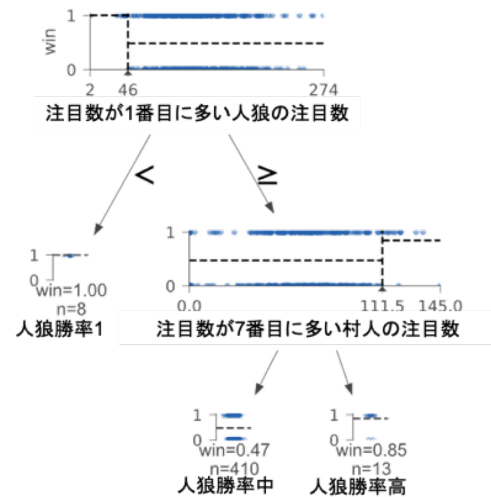 1
win
0
2 46 274
注目数が1番目に多い人狼の注目数
< ≥
1
0
win=1.00
n=8
人狼勝率1
1
0
0.0 111.5 145.0
注目数が7番目に多い村人の注目数
1
0
win=0.47
n=410
人狼勝率中
1
0
win=0.85
n=13
人狼勝率高